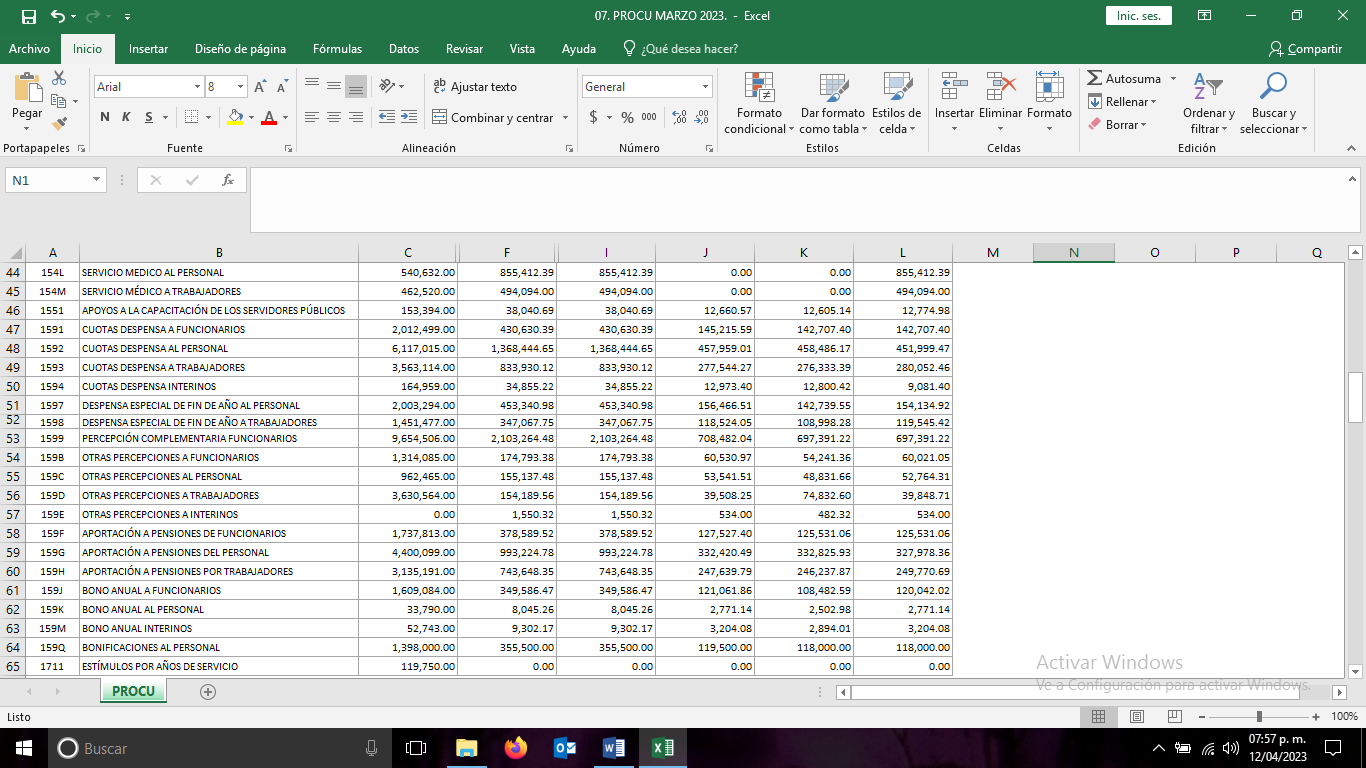 07. PROCU MARZO 2023. - Excel
Inic. ses.
Archivo Inicio Insertar Diseño de página Fórmulas Datos Revisar Vista Ayuda ¿Qué desea hacer? Compartir
Pegar
Portapapeles
Arial 8
N K S
Fuente
Ajustar texto
Combinar y centrar
Alineación
General
$ % 000
Número
Formato condicional
Dar formato como tabla
Estilos de celda
Estilos
Insertar Eliminar Formato
Celdas
Autosuma
Rellenar
Borrar
Ordenar y filtrar
Buscar y seleccionar
Edición
N1 fx
A B C F I J K L M N O P Q
44 154L SERVICIO MEDICO AL PERSONAL 540,632.00 855,412.39 855,412.39 0.00 0.00 855,412.39
45 154M SERVICIO MÉDICO A TRABAJADORES 462,520.00 494,094.00 494,094.00 0.00 0.00 494,094.00
46 1551 APOYOS A LA CAPACITACIÓN DE LOS SERVIDORES PÚBLICOS 153,394.00 38,040.69 38,040.69 12,660.57 12,605.14 12,774.98
47 1591 CUOTAS DESPENSA A FUNCIONARIOS 2,012,499.00 430,630.39 430,630.39 145,215.59 142,707.40 142,707.40
48 1592 CUOTAS DESPENSA AL PERSONAL 6,117,015.00 1,368,444.65 1,368,444.65 457,959.01 458,486.17 451,999.47
49 1593 CUOTAS DESPENSA A TRABAJADORES 3,563,114.00 833,930.12 833,930.12 277,544.27 276,333.39 280,052.46
50 1594 CUOTAS DESPENSA INTERINOS 164,959.00 34,855.22 34,855.22 12,973.40 12,800.42 9,081.40
51 1597 DESPENSA ESPECIAL DE FIN DE AÑO AL PERSONAL 2,003,294.00 453,340.98 453,340.98 156,466.51 142,739.55 154,134.92
52 1598 DESPENSA ESPECIAL DE FIN DE AÑO A TRABAJADORES 1,451,477.00 347,067.75 347,067.75 118,524.05 108,998.28 119,545.42
53 1599 PERCEPCIÓN COMPLEMENTARIA FUNCIONARIOS 9,654,506.00 2,103,264.48 2,103,264.48 708,482.04 697,391.22 697,391.22
54 159B OTRAS PERCEPCIONES A FUNCIONARIOS 1,314,085.00 174,793.38 174,793.38 60,530.97 54,241.36 60,021.05
55 159C OTRAS PERCEPCIONES AL PERSONAL 962,465.00 155,137.48 155,137.48 53,541.51 48,831.66 52,764.31
56 159D OTRAS PERCEPCIONES A TRABAJADORES 3,630,564.00 154,189.56 154,189.56 39,508.25 74,832.60 39,848.71
57 159E OTRAS PERCEPCIONES A INTERINOS 0.00 1,550.32 1,550.32 534.00 482.32 534.00
58 159F APORTACIÓN A PENSIONES DE FUNCIONARIOS 1,737,813.00 378,589.52 378,589.52 127,527.40 125,531.06 125,531.06
59 159G APORTACIÓN A PENSIONES DEL PERSONAL 4,400,099.00 993,224.78 993,224.78 332,420.49 332,825.93 327,978.36
60 159H APORTACIÓN A PENSIONES POR TRABAJADORES 3,135,191.00 743,648.35 743,648.35 247,639.79 246,237.87 249,770.69
61 159J BONO ANUAL A FUNCIONARIOS 1,609,084.00 349,586.47 349,586.47 121,061.86 108,482.59 120,042.02
62 159K BONO ANUAL AL PERSONAL 33,790.00 8,045.26 8,045.26 2,771.14 2,502.98 2,771.14
63 159M BONO ANUAL INTERINOS 52,743.00 9,302.17 9,302.17 3,204.08 2,894.01 3,204.08
64 159Q BONIFICACIONES AL PERSONAL 1,398,000.00 355,500.00 355,500.00 119,500.00 118,000.00 118,000.00
65 1711 ESTÍMULOS POR AÑOS DE SERVICIO 119,750.00 0.00 0.00 0.00 0.00 0.00
Activar Windows
Ve a Configuración para activar Windows.
PROCU
Listo 100%
Buscar
07:57 p. m.
12/04/2023